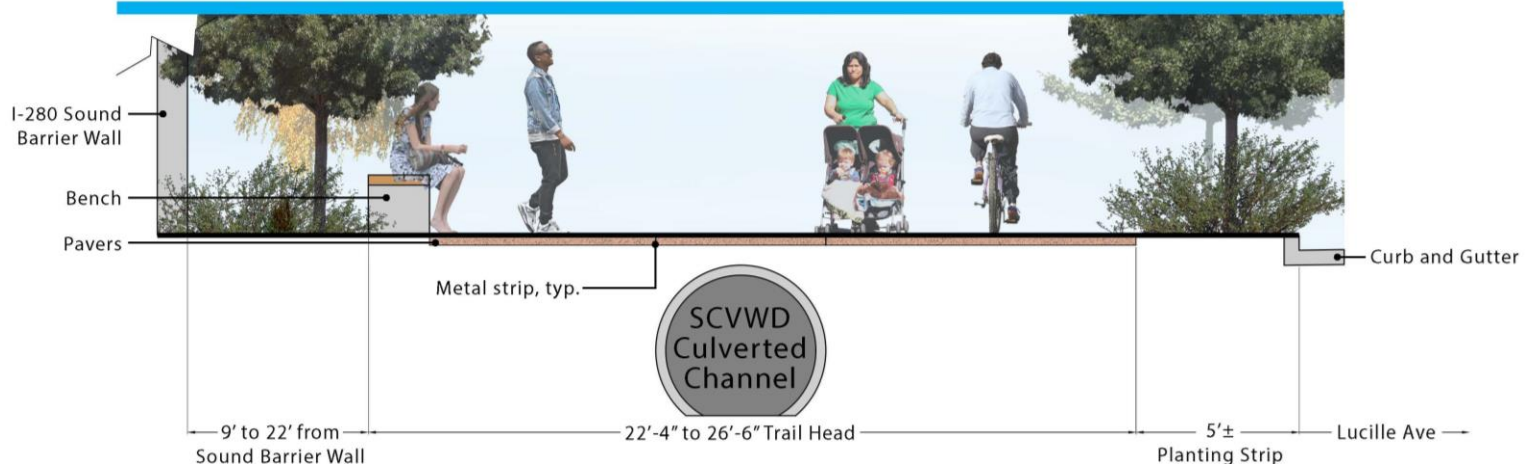 I-280 Sound
Barrier Wall
Bench
Pavers
Metal strip, typ.
Curb and Gutter
SCVWD
Culverted
Channel
9' to 22' from
Sound Barrier Wall
22'-4" to 26'-6" Trail Head
5'±
Planting Strip
Lucille Ave